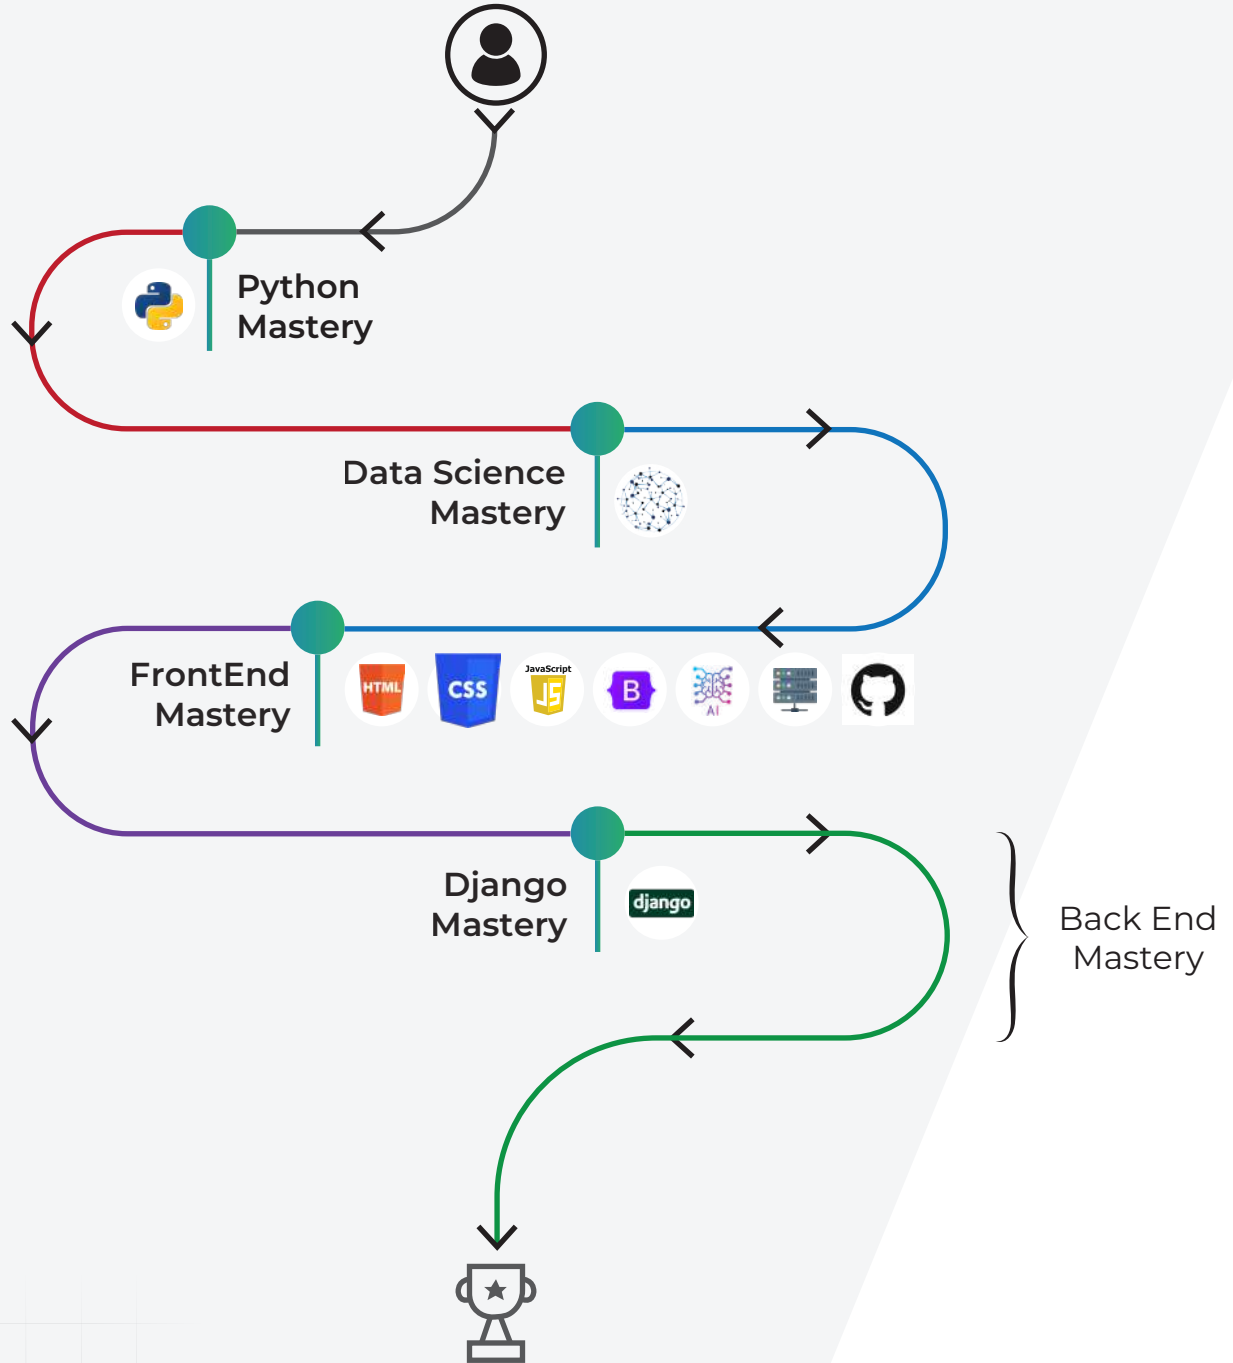 Python
Mastery
Data Science
Mastery
FrontEnd
Mastery
HTML
CSS
JavaScript
JS
B
AI
Django
Mastery
django
Back End
Mastery